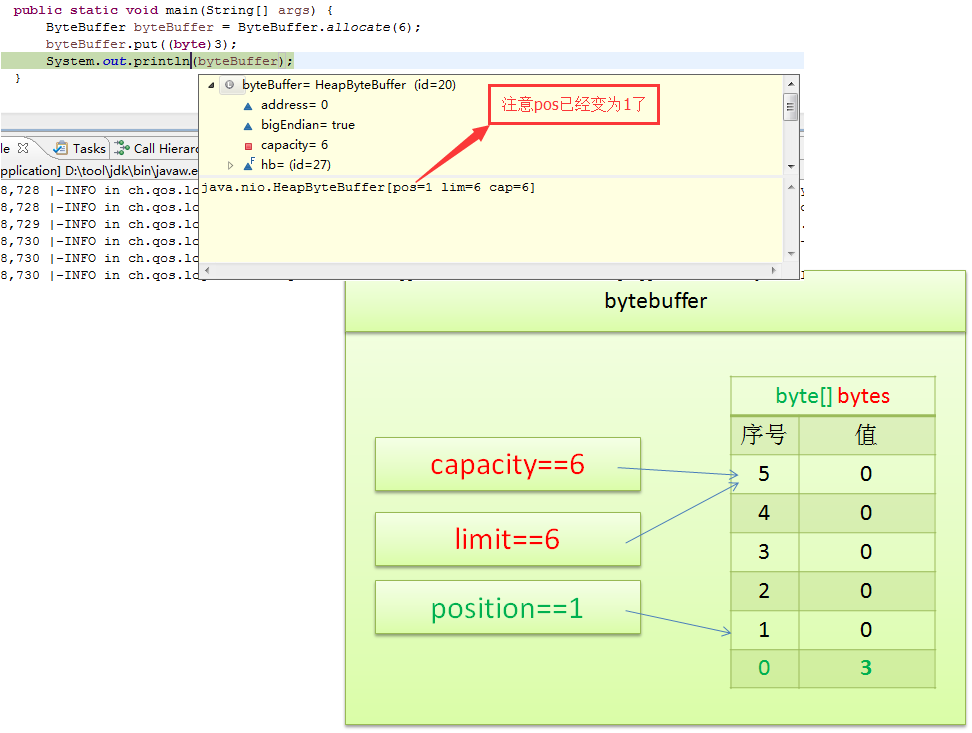 public static void main(String[] args) {
ByteBuffer byteBuffer = ByteBuffer.allocate(6);
byteBuffer.put((byte)3);
System.out.println(byteBuffer);
}
byteBuffer= HeapByteBuffer (id=20)
address= 0
bigEndian= true
capacity= 6
hb= (id=27)
注意pos已经变为1了
java.nio.HeapByteBuffer[pos=1 lim=6 cap=6]
le Tasks Call Hierarc
pplication] D:\tool\jdk\bin\javaw.e
8,728 |-INFO in ch.qos.lo
8,728 |-INFO in ch.qos.lo
8,729 |-INFO in ch.qos.lo
8,730 |-INFO in ch.qos.lo
8,730 |-INFO in ch.qos.lo
8,730 |-INFO in ch.qos.lo
bytebuffer
capacity==6
limit==6
position==1
byte[] bytes
序号 值
5 0
4 0
3 0
2 0
1 0
0 3